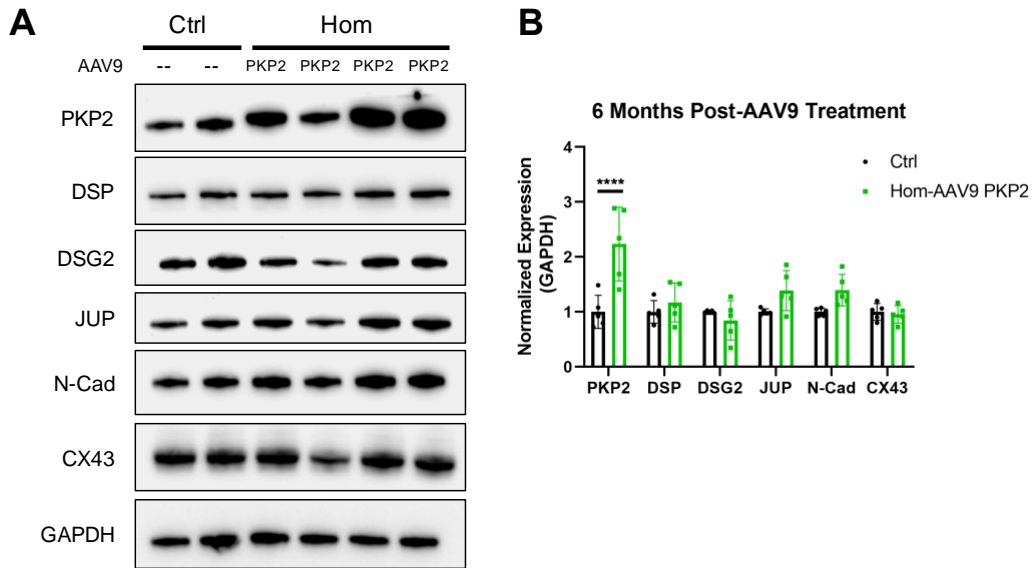 A
Ctrl Hom
AAV9 -- -- PKP2 PKP2 PKP2 PKP2
PKP2
DSP
DSG2
JUP
N-Cad
CX43
GAPDH
B
6 Months Post-AAV9 Treatment
Normalized Expression
(GAPDH)
4
3
2
1
0
****
PKP2 DSP DSG2 JUP N-Cad CX43
Ctrl
Hom-AAV9 PKP2